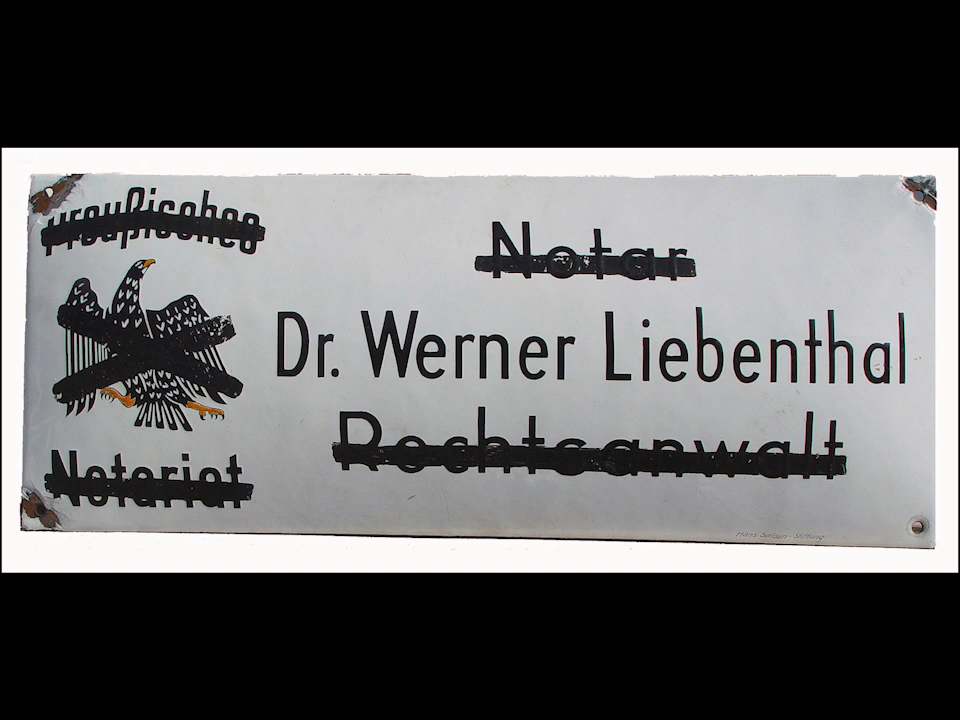 Preußisches
Notariat
Notar
Dr. Werner Liebenthal
Rechtsanwalt